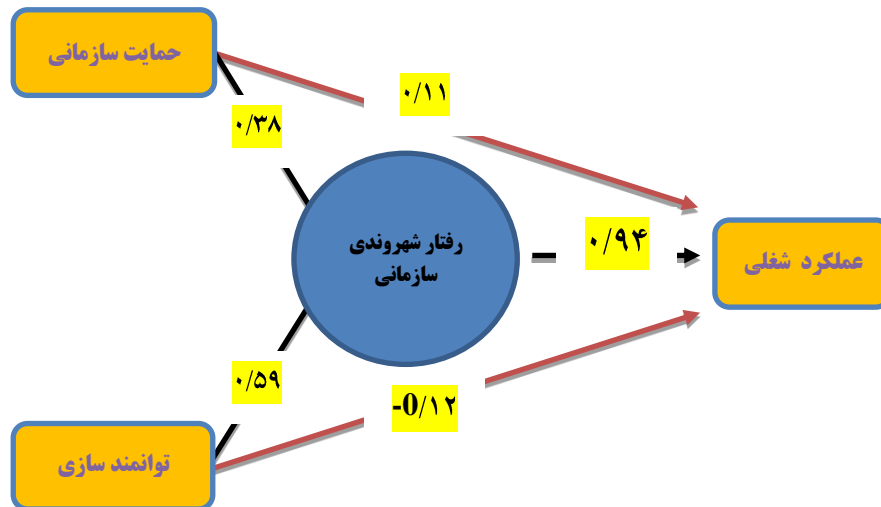 حمایت سازمانی
۰/۱۱
۰/۳۸
رفتار شهروندی
سازمانی
۰/۹۴
عملکرد شغلی
۰/۵۹
-0/۱۲
توانمند سازی